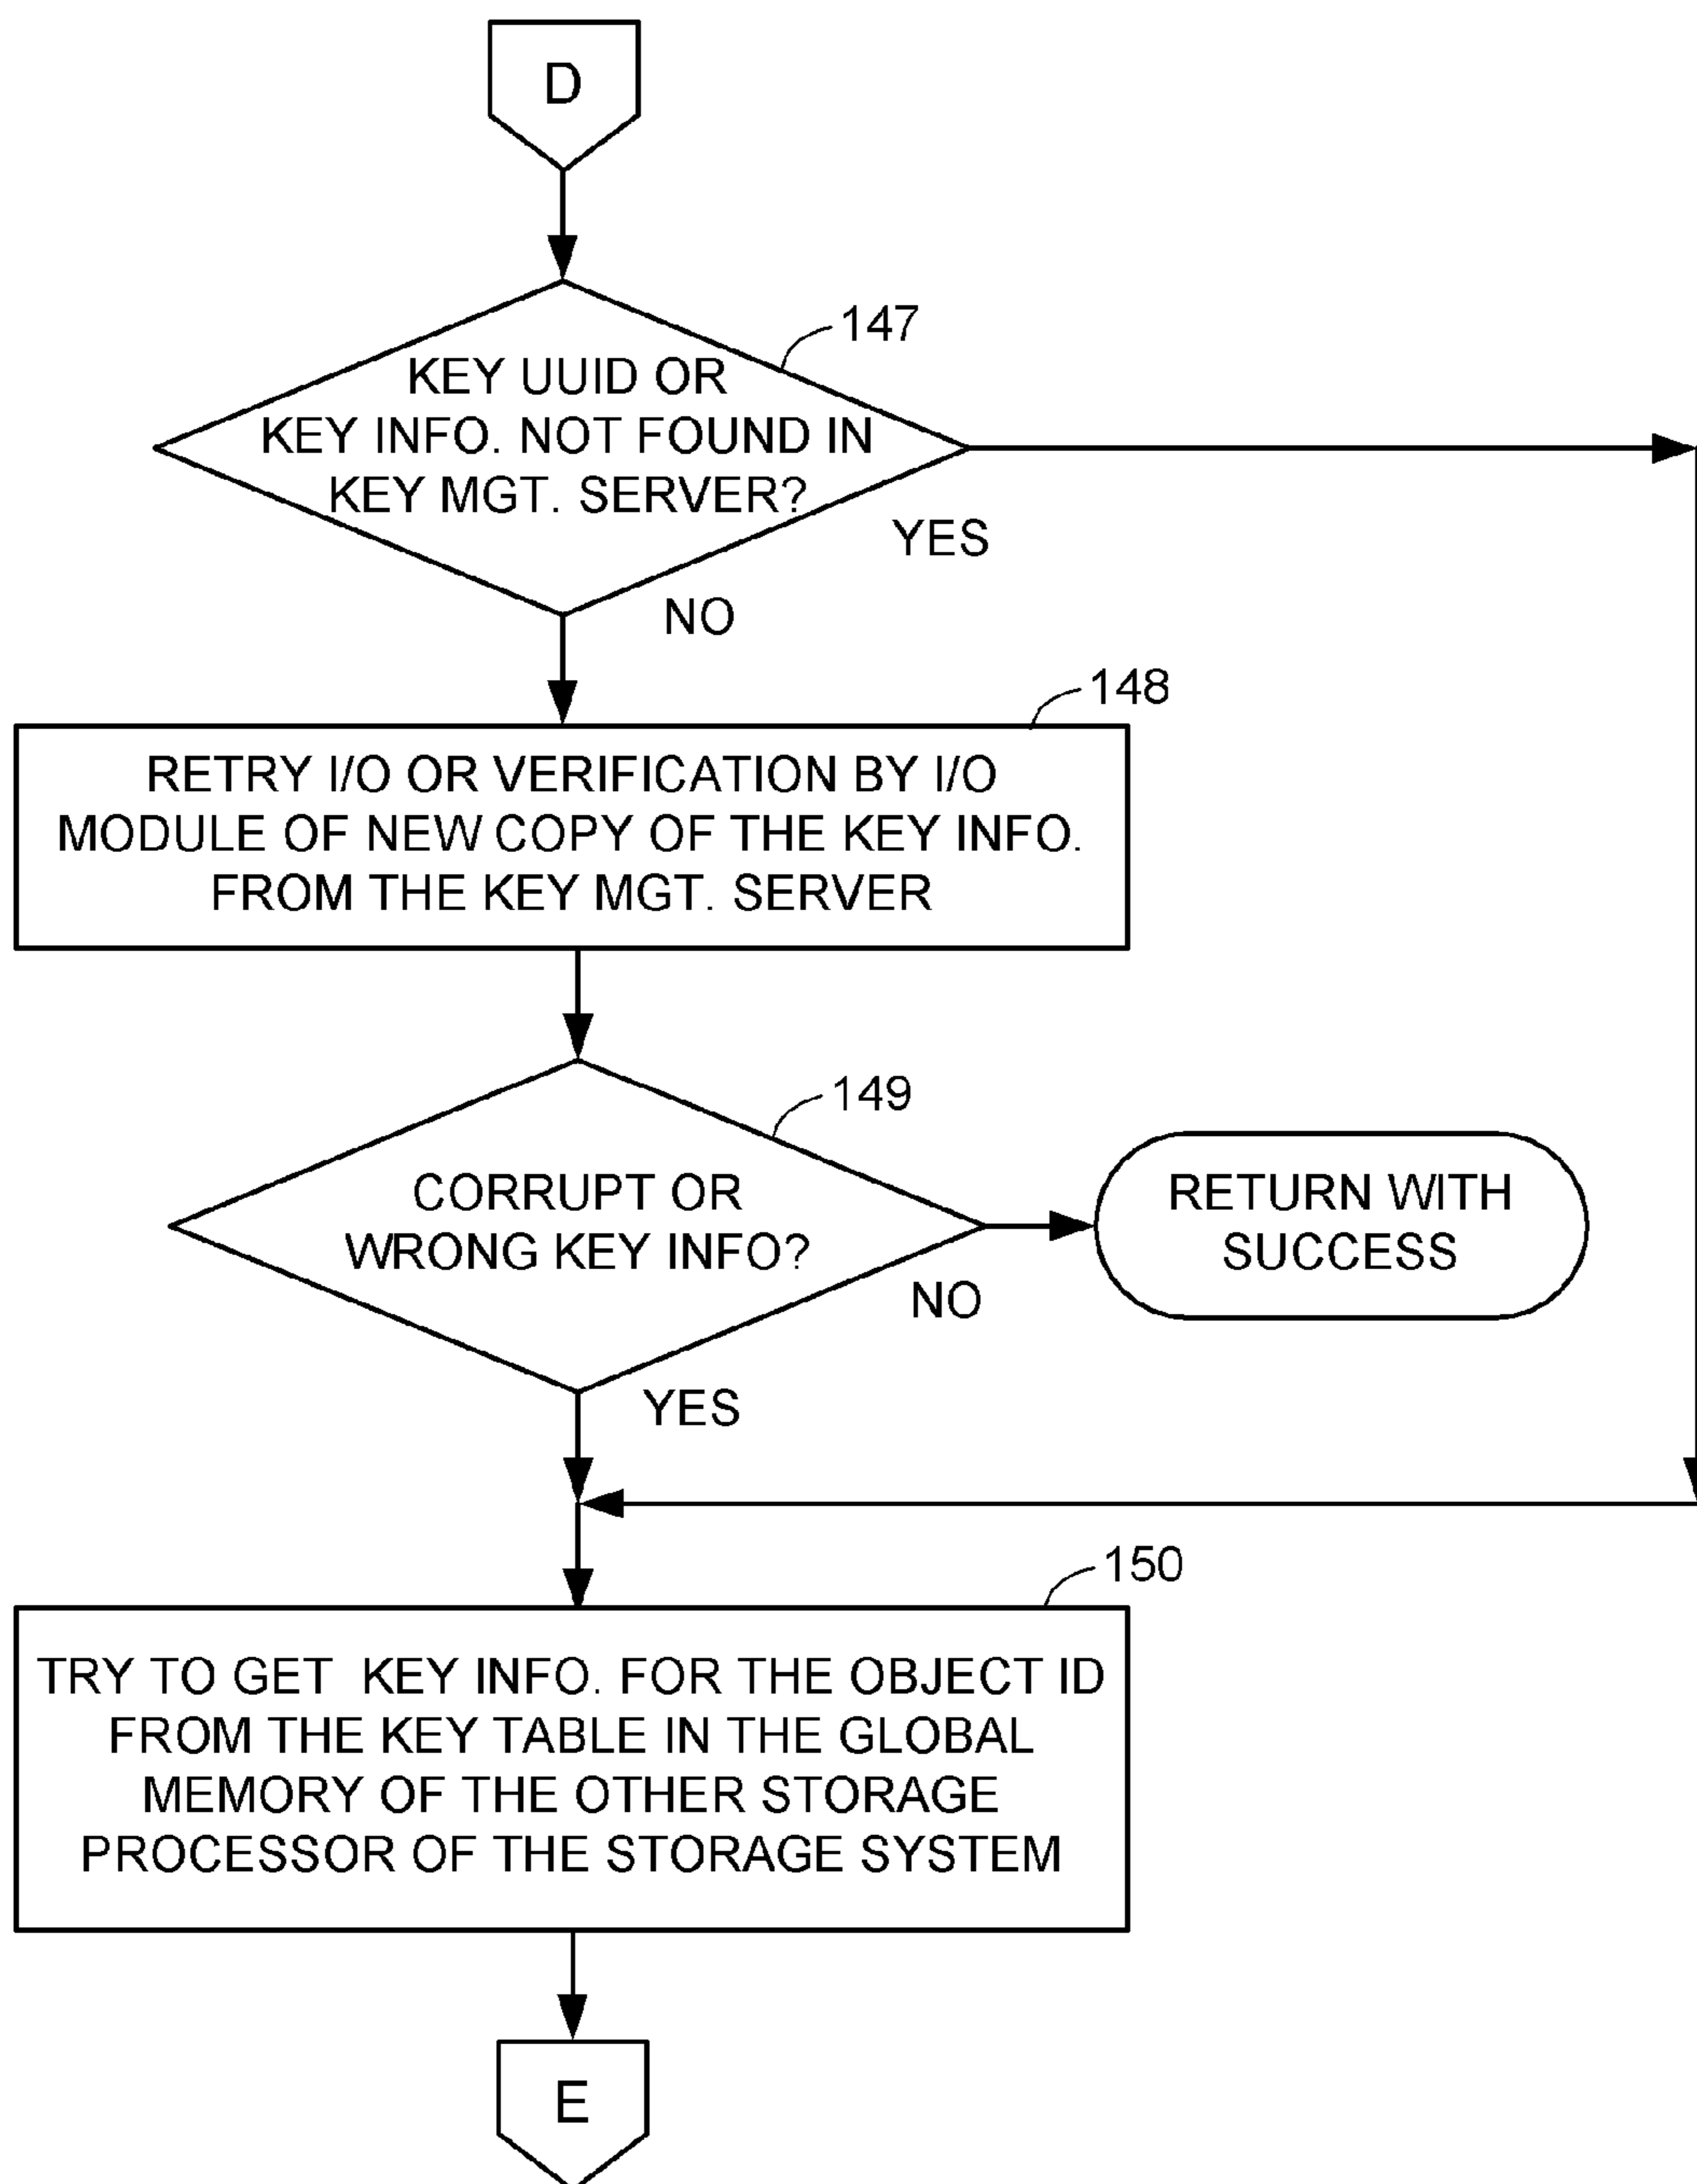 D
147
KEY UUID OR
KEY INFO. NOT FOUND IN
KEY MGT. SERVER?
YES
NO
148
RETRY I/O OR VERIFICATION BY I/O
MODULE OF NEW COPY OF THE KEY INFO.
FROM THE KEY MGT. SERVER
149
CORRUPT OR
WRONG KEY INFO?
RETURN WITH
SUCCESS
NO
YES
150
TRY TO GET KEY INFO. FOR THE OBJECT ID
FROM THE KEY TABLE IN THE GLOBAL
MEMORY OF THE OTHER STORAGE
PROCESSOR OF THE STORAGE SYSTEM
E